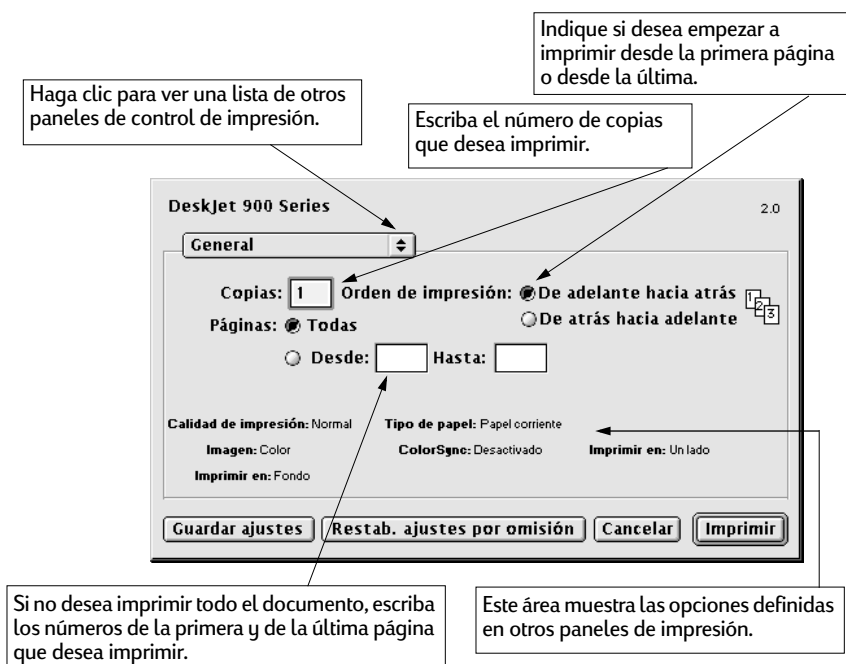 Indique si desea empezar a
imprimir desde la primera página
o desde la última.
Haga clic para ver una lista de otros
paneles de control de impresión.
Escriba el número de copias
que desea imprimir.
DeskJet 900 Series 2.0
General
Copias: 1 Orden de impresión: De adelante hacia atrás
De atrás hacia adelante
1 2 3
Páginas: Todas
Desde: Hasta:
Calidad de impresión: Normal Tipo de papel: Papel corriente
Imagen: Color ColorSync: Desactivado Imprimir en: Un lado
Imprimir en: Fondo
Guardar ajustes Restab. ajustes por omisión Cancelar Imprimir
Si no desea imprimir todo el documento, escriba
los números de la primera y de la última página
que desea imprimir.
Este área muestra las opciones definidas
en otros paneles de impresión.